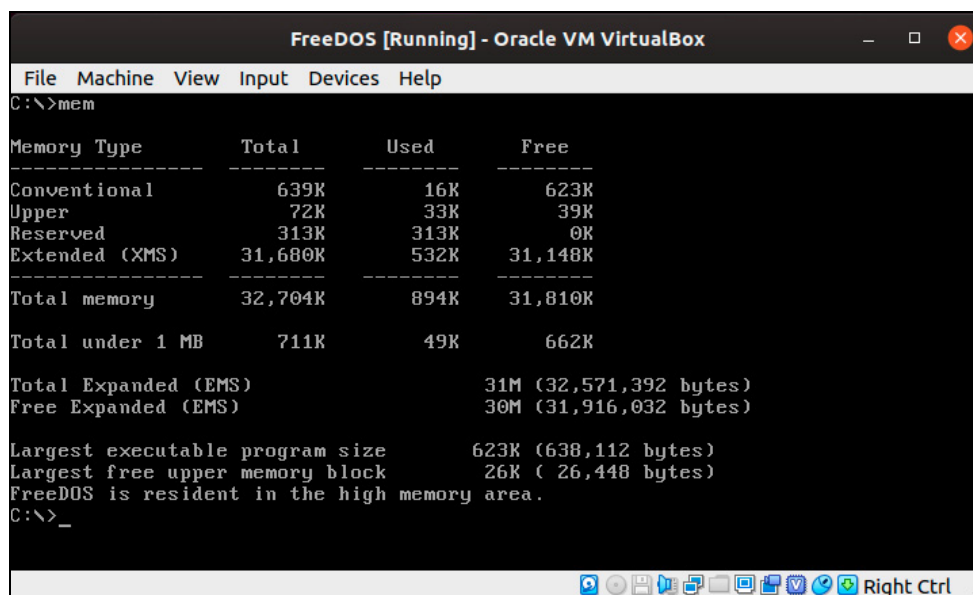 FreeDOS [Running] - Oracle VM VirtualBox
File Machine View Input Devices Help
C:\>mem
Memory Type Total Used Free
---------------- -------- -------- --------
Conventional 639K 16K 623K
Upper 72K 33K 39K
Reserved 313K 313K 0K
Extended (XMS) 31,680K 532K 31,148K
---------------- -------- -------- --------
Total memory 32,704K 894K 31,810K
Total under 1 MB 711K 49K 662K
Total Expanded (EMS) 31M (32,571,392 bytes)
Free Expanded (EMS) 30M (31,916,032 bytes)
Largest executable program size 623K (638,112 bytes)
Largest free upper memory block 26K ( 26,448 bytes)
FreeDOS is resident in the high memory area.
C:\>_
Right Ctrl